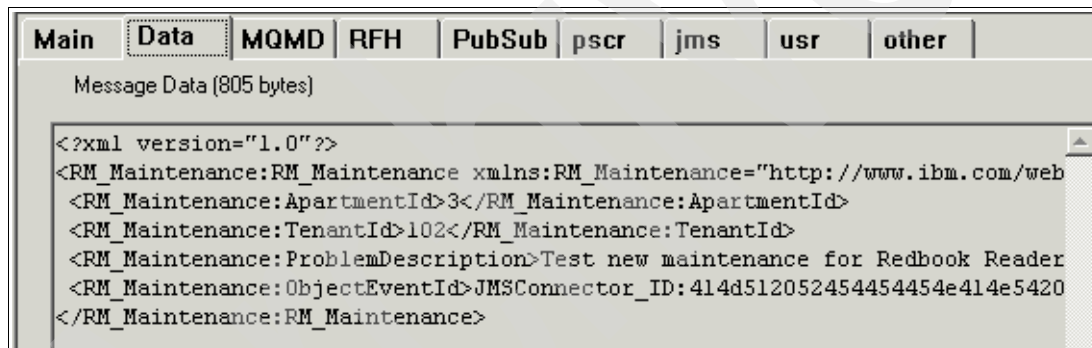 Main Data MQMD RFH PubSub pscr jms usr other
Message Data (805 bytes)
<?xml version="1.0"?>
<RM_Maintenance:RM_Maintenance xmlns:RM_Maintenance="http://www.ibm.com/web
<RM_Maintenance:ApartmentId>3</RM_Maintenance:ApartmentId>
<RM_Maintenance:TenantId>102</RM_Maintenance:TenantId>
<RM_Maintenance:ProblemDescription>Test new maintenance for Redbook Reader
<RM_Maintenance:ObjectEventId>JMSConnector_ID:414d512052454454454e414e5420
</RM_Maintenance:RM_Maintenance>